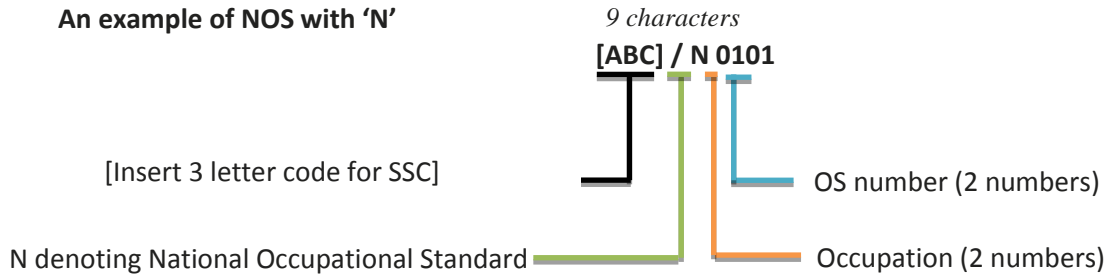 An example of NOS with ‘N’
9 characters
[ABC] / N 0101
[Insert 3 letter code for SSC]
OS number (2 numbers)
N denoting National Occupational Standard
Occupation (2 numbers)